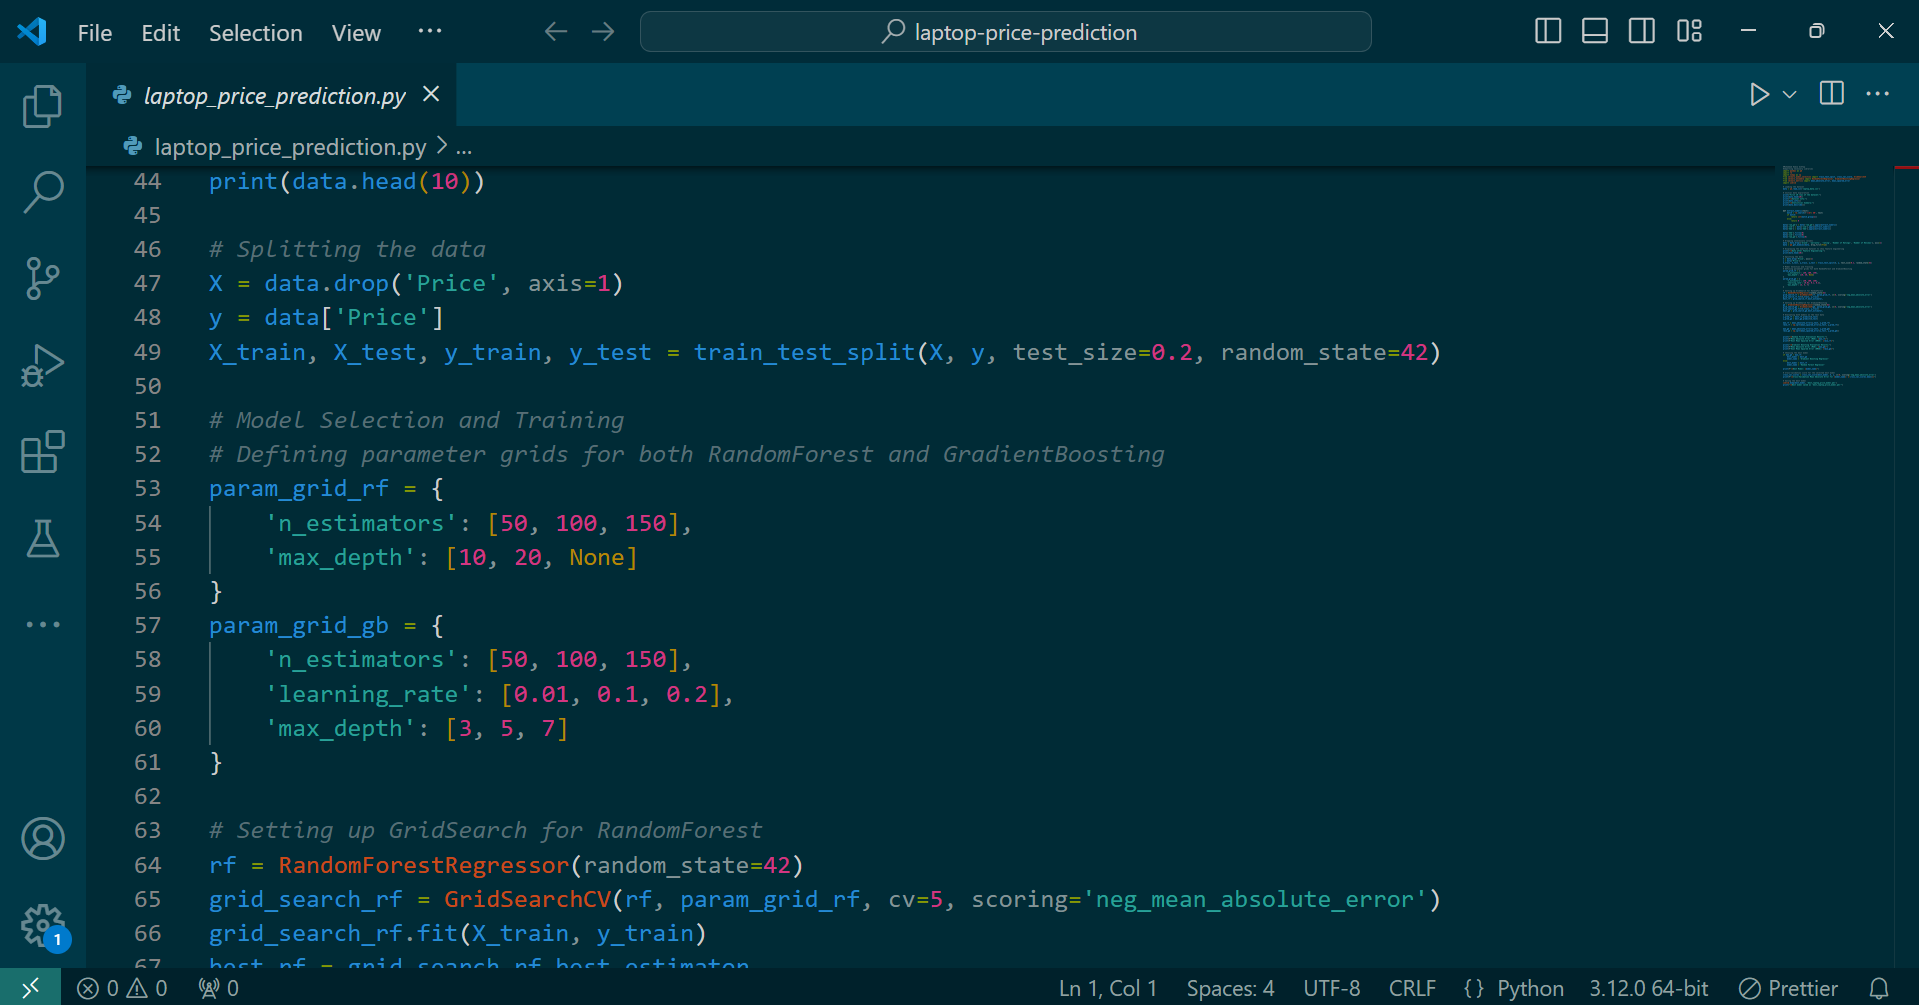 File Edit Selection View ...
laptop-price-prediction
laptop_price_prediction.py
laptop_price_prediction.py > ...
44 print(data.head(10))
45
46 # Splitting the data
47 X = data.drop('Price', axis=1)
48 y = data['Price']
49 X_train, X_test, y_train, y_test = train_test_split(X, y, test_size=0.2, random_state=42)
50
51 # Model Selection and Training
52 # Defining parameter grids for both RandomForest and GradientBoosting
53 param_grid_rf = {
54     'n_estimators': [50, 100, 150],
55     'max_depth': [10, 20, None]
56 }
57 param_grid_gb = {
58     'n_estimators': [50, 100, 150],
59     'learning_rate': [0.01, 0.1, 0.2],
60     'max_depth': [3, 5, 7]
61 }
62
63 # Setting up GridSearch for RandomForest
64 rf = RandomForestRegressor(random_state=42)
65 grid_search_rf = GridSearchCV(rf, param_grid_rf, cv=5, scoring='neg_mean_absolute_error')
66 grid_search_rf.fit(X_train, y_train)
67 best_rf = grid_search_rf.best_estimator_
1
0 0 0 Ln 1, Col 1 Spaces: 4 UTF-8 CRLF {} Python 3.12.0 64-bit Prettier